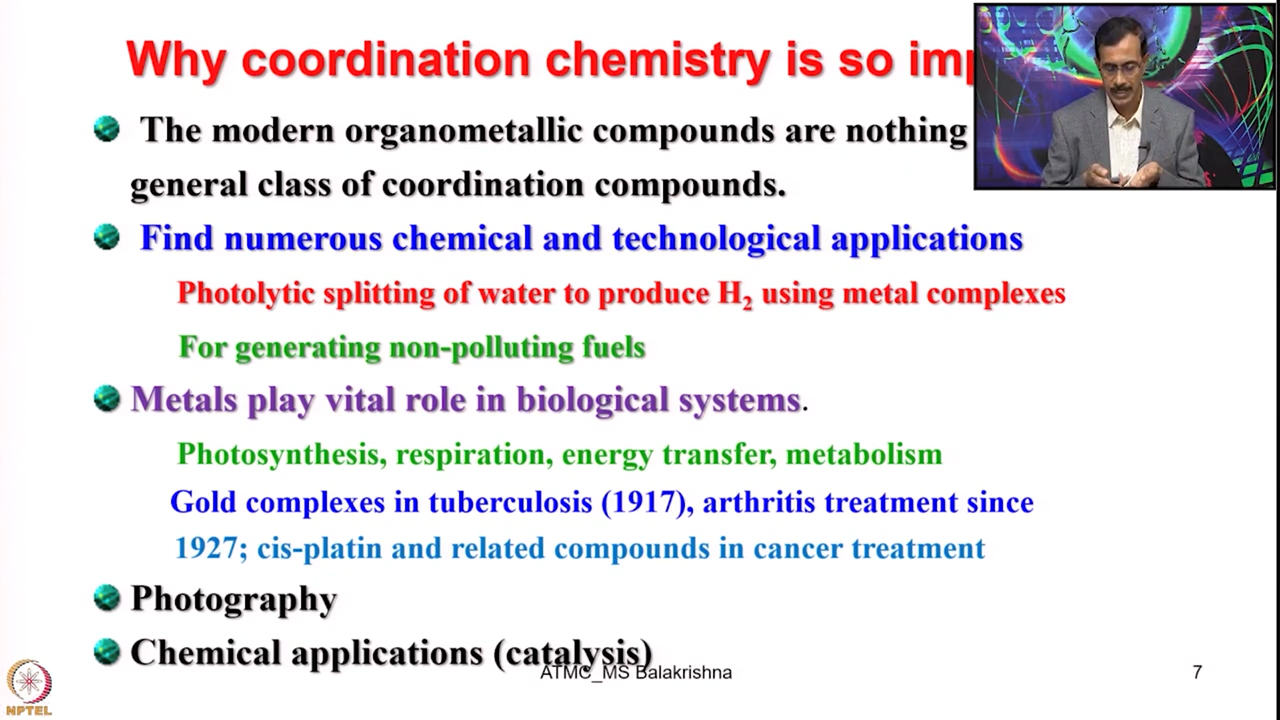 Why coordination chemistry is so imp
The modern organometallic compounds are nothing
general class of coordination compounds.
Find numerous chemical and technological applications
Photolytic splitting of water to produce H₂ using metal complexes
For generating non-polluting fuels
Metals play vital role in biological systems.
Photosynthesis, respiration, energy transfer, metabolism
Gold complexes in tuberculosis (1917), arthritis treatment since
1927; cis-platin and related compounds in cancer treatment
Photography
Chemical applications (catalysis)
ATMC_MS Balakrishna
7
NPTEL